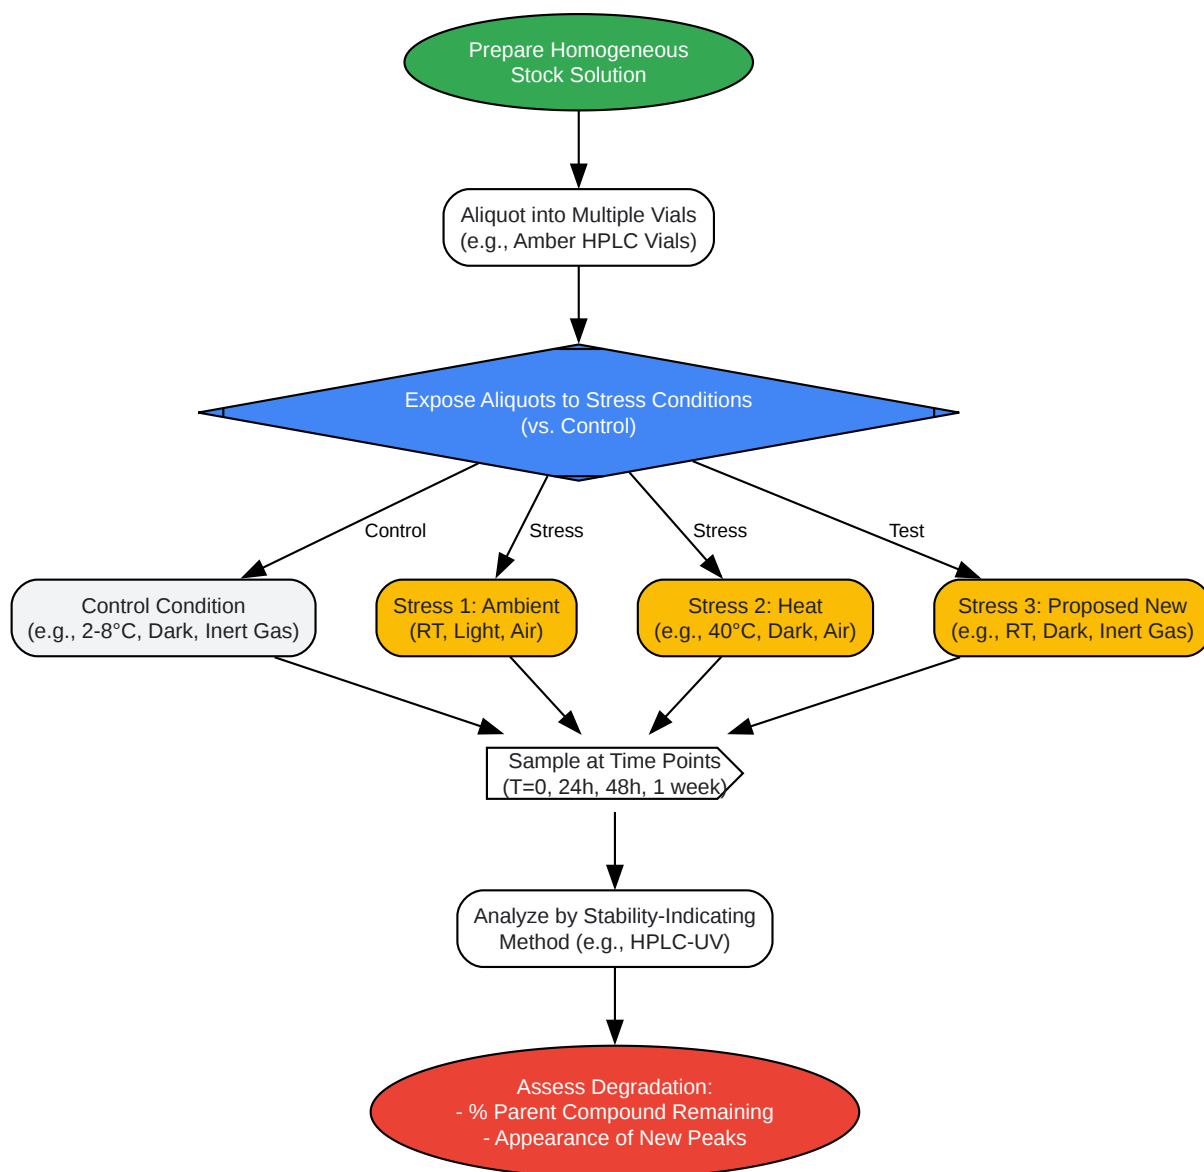 Prepare Homogeneous
Stock Solution
Aliquot into Multiple Vials
(e.g., Amber HPLC Vials)
Expose Aliquots to Stress Conditions
(vs. Control)
Control
Stress
Stress
Test
Control Condition
(e.g., 2-8°C, Dark, Inert Gas)
Stress 1: Ambient
(RT, Light, Air)
Stress 2: Heat
(e.g., 40°C, Dark, Air)
Stress 3: Proposed New
(e.g., RT, Dark, Inert Gas)
Sample at Time Points
(T=0, 24h, 48h, 1 week)
Analyze by Stability-Indicating
Method (e.g., HPLC-UV)
Assess Degradation:
- % Parent Compound Remaining
- Appearance of New Peaks